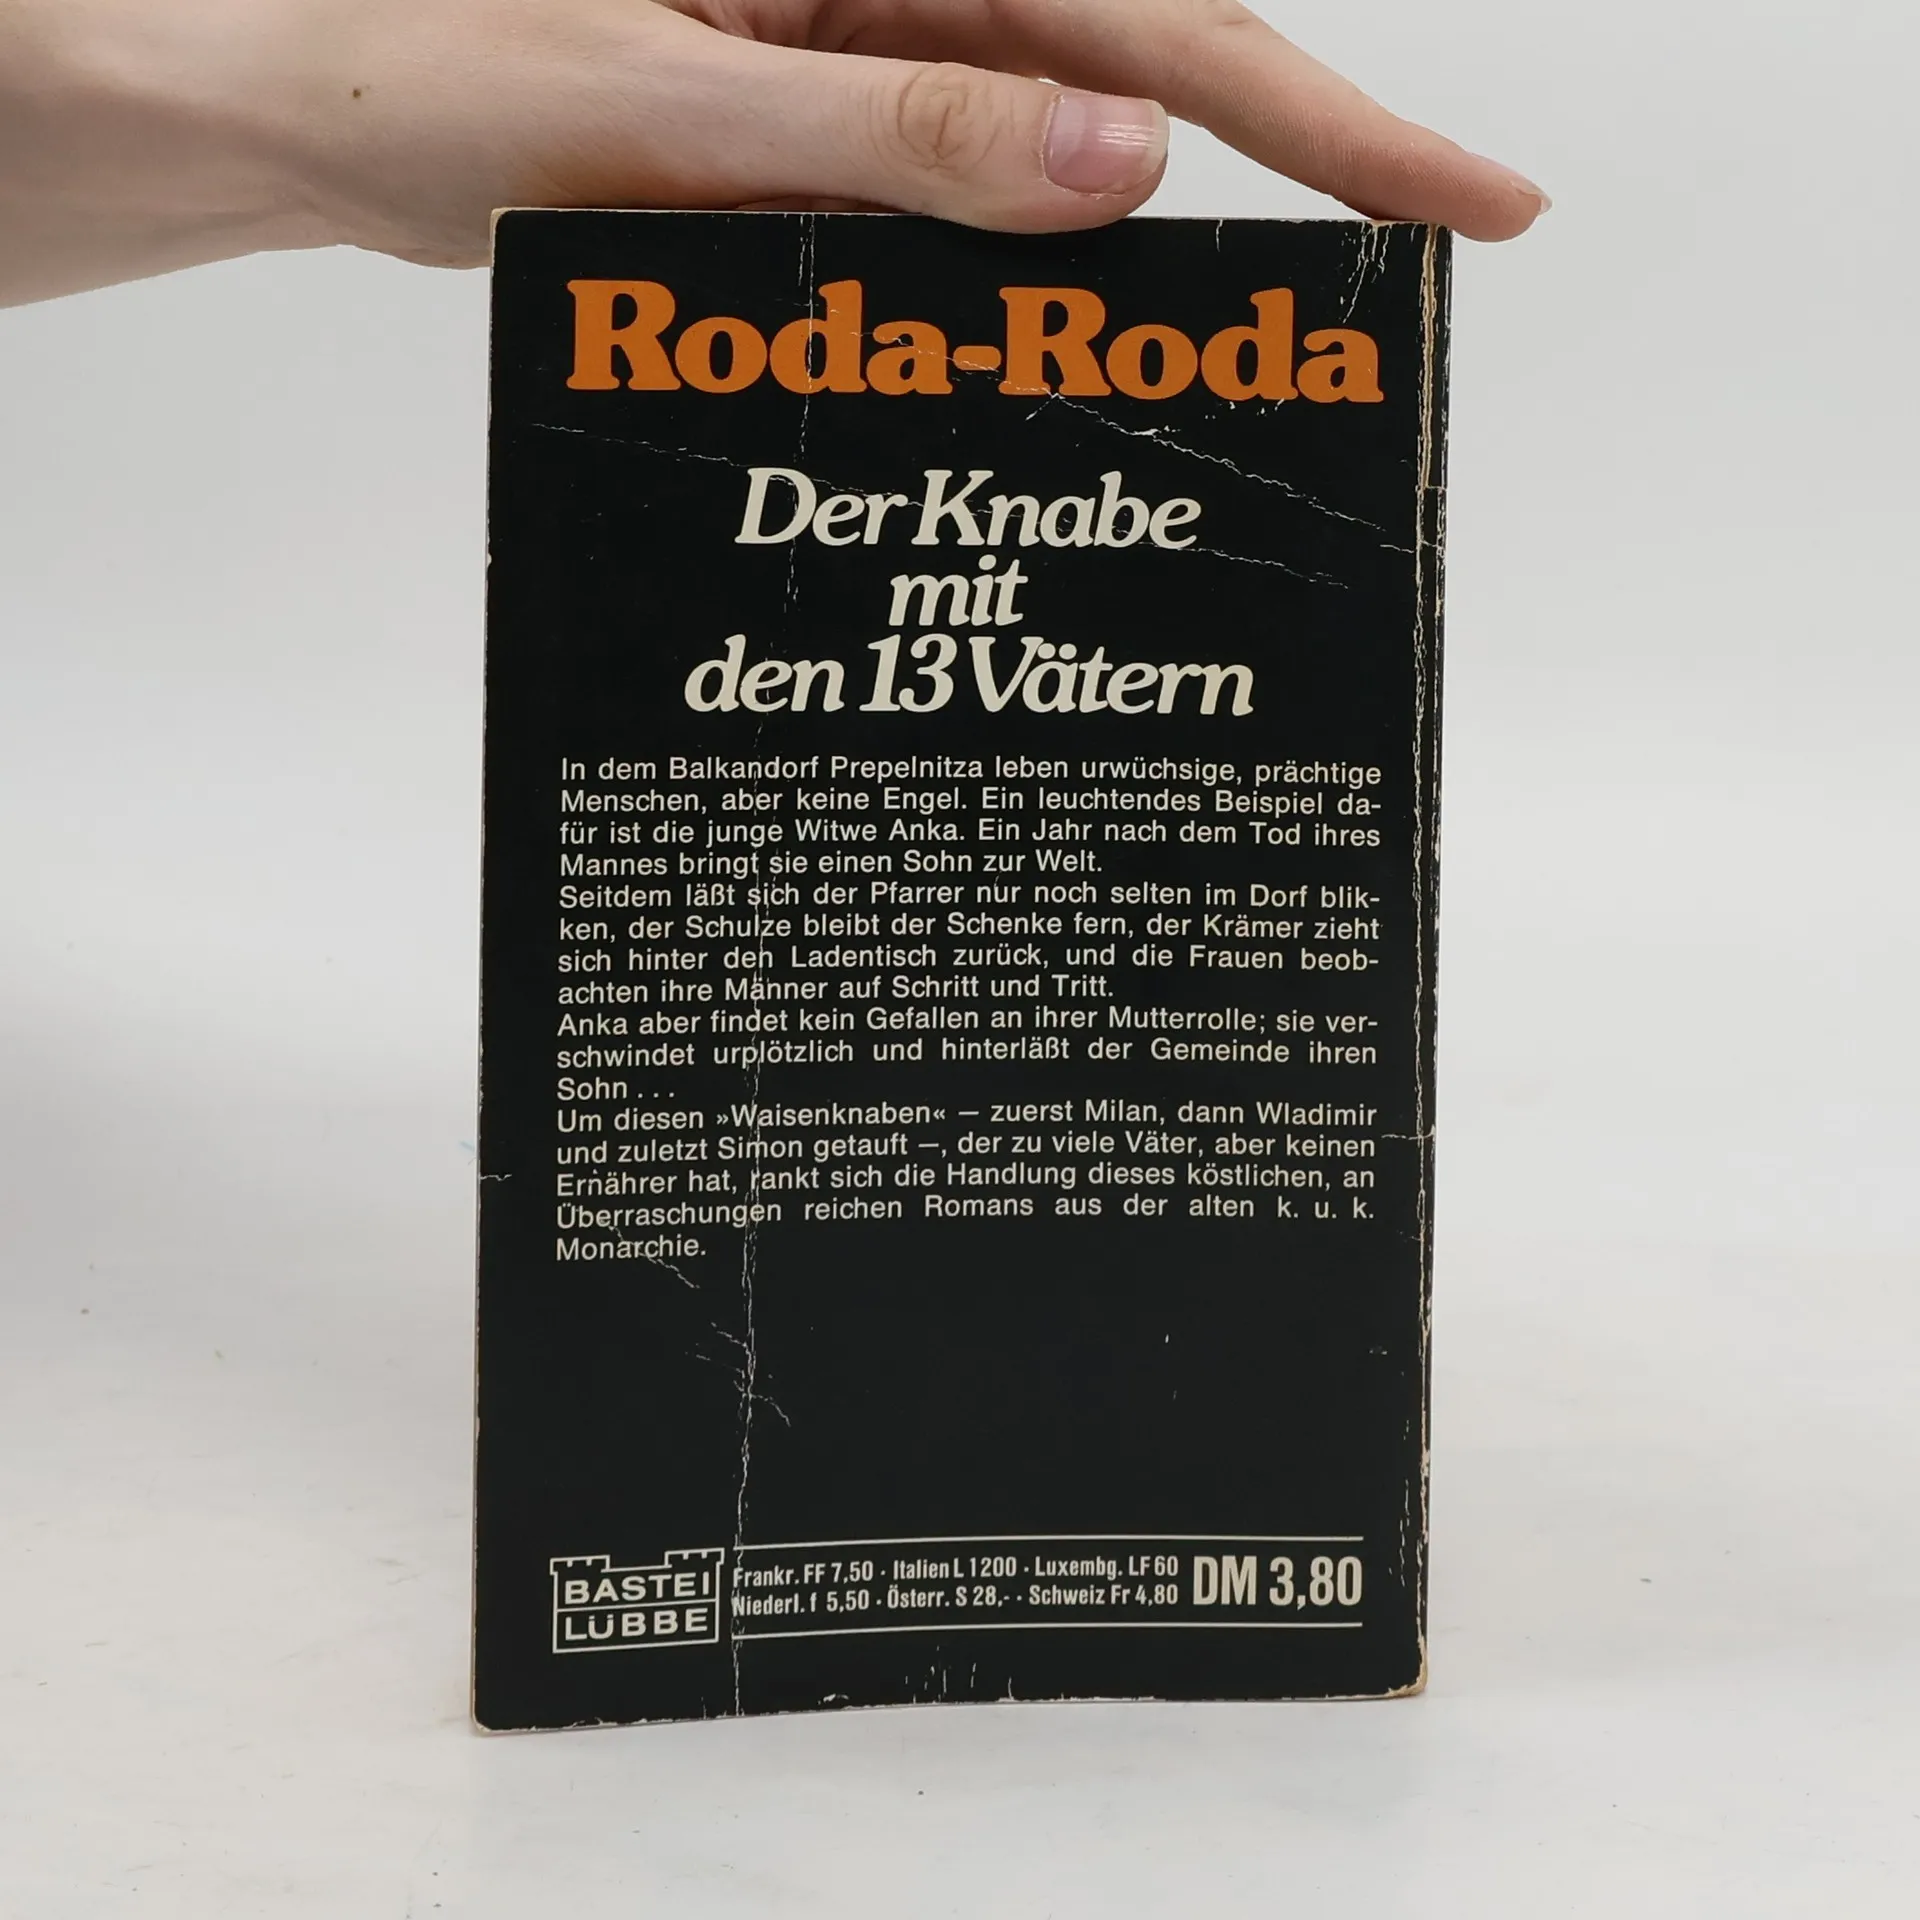 Roda-Roda
Der Knabe
mit
den 13 Vätern
In dem Balkandorf Prepelnitza leben urwüchsige, prächtige
Menschen, aber keine Engel. Ein leuchtendes Beispiel da-
für ist die junge Witwe Anka. Ein Jahr nach dem Tod ihres
Mannes bringt sie einen Sohn zur Welt.
Seitdem läßt sich der Pfarrer nur noch selten im Dorf blik-
ken, der Schulze bleibt der Schenke fern, der Krämer zieht
sich hinter den Ladentisch zurück, und die Frauen beob-
achten ihre Männer auf Schritt und Tritt.
Anka aber findet kein Gefallen an ihrer Mutterrolle; sie ver-
schwindet urplötzlich und hinterläßt der Gemeinde ihren
Sohn . . .
Um diesen »Waisenknaben« — zuerst Milan, dann Wladimir
und zuletzt Simon getauft —, der zu viele Väter, aber keinen
Ernährer hat, rankt sich die Handlung dieses köstlichen, an
Überraschungen reichen Romans aus der alten k. u. k.
Monarchie.
BASTEI
LÜBBE
Frankr. FF 7,50 · Italien L 1200 · Luxembg. LF 60
Niederl. f 5,50 · Österr. S 28,- · Schweiz Fr 4,80
DM 3,80